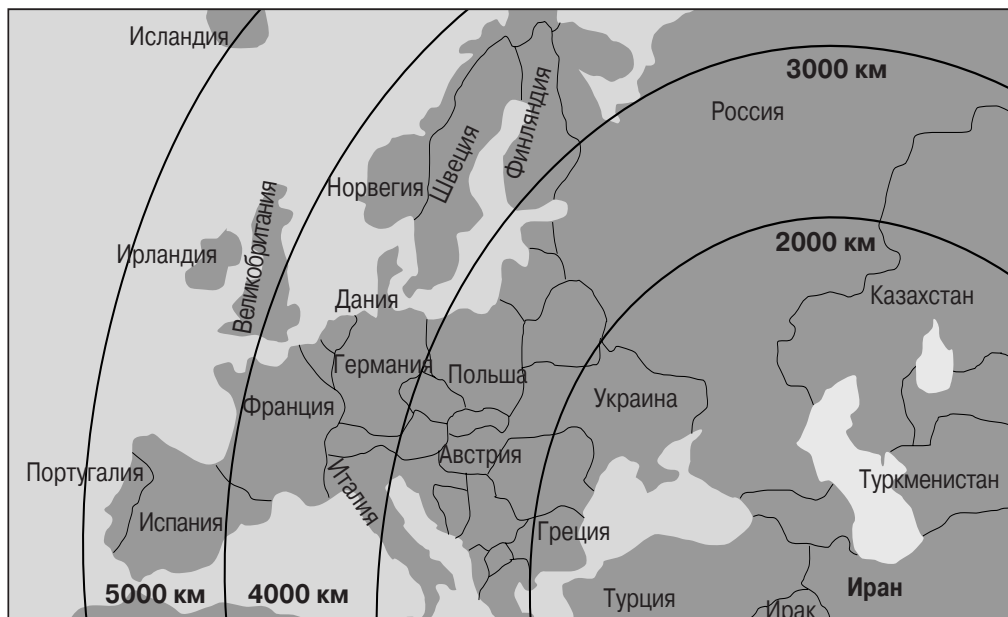 Исландия
3000 км
Россия
Финляндия
Швеция
Норвегия
Великобритания
Ирландия
2000 км
Казахстан
Дания
Германия
Польша
Украина
Франция
Австрия
Португалия
Италия
Туркменистан
Испания
Греция
Иран
5000 км
4000 км
Турция
Ирак